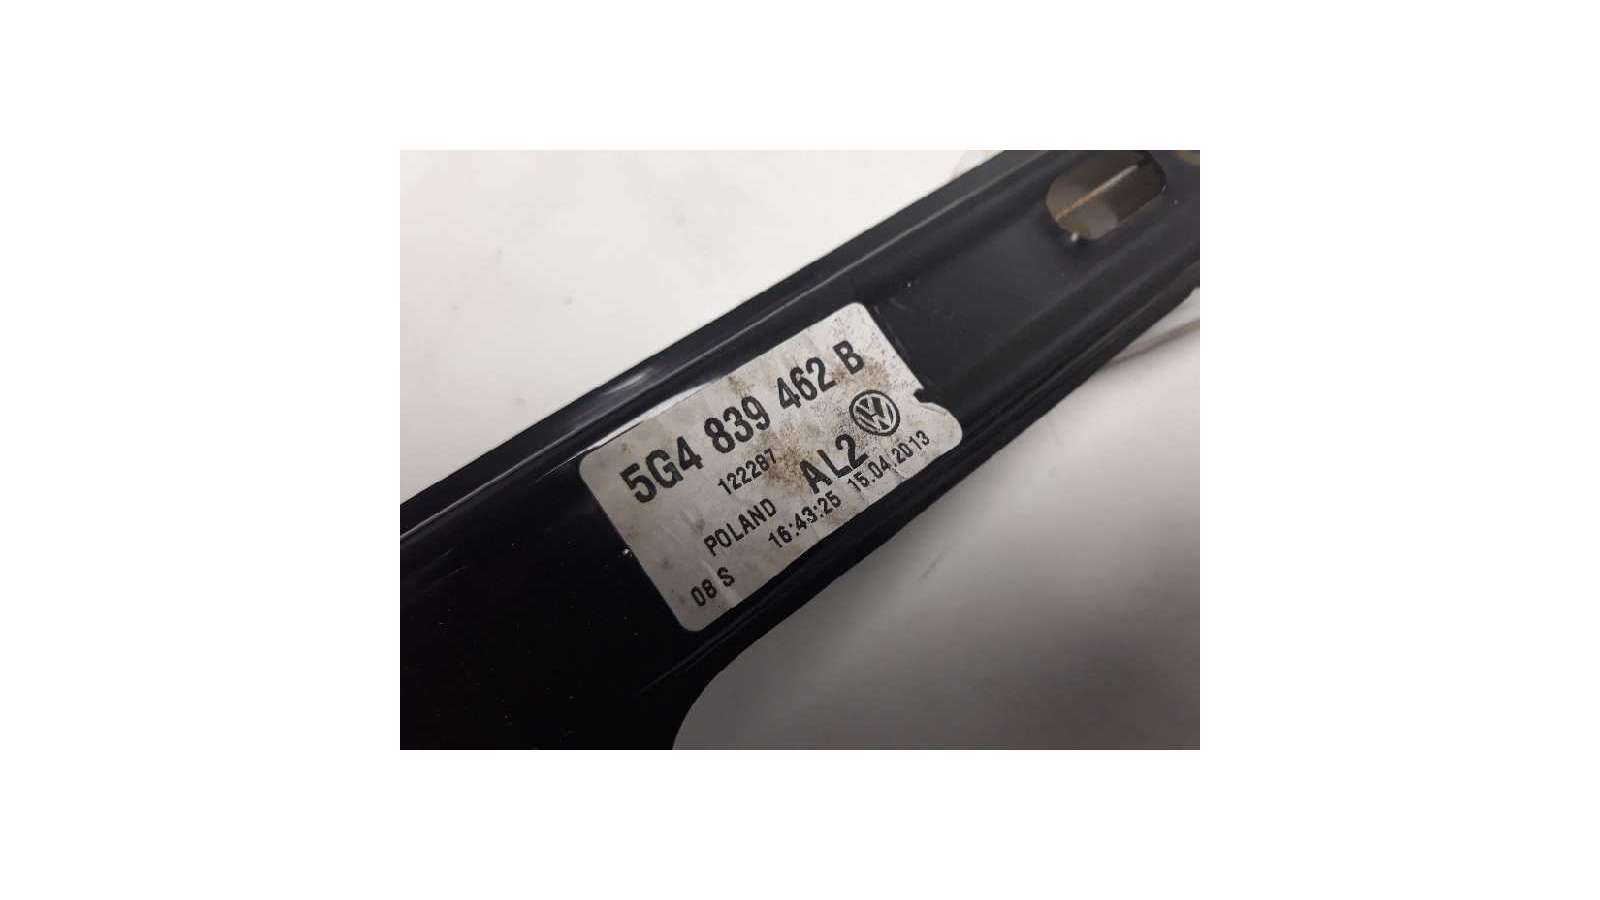 5G4 839 462 B
122287
POLAND AL2
08 S 16:43:25 15.04.2013